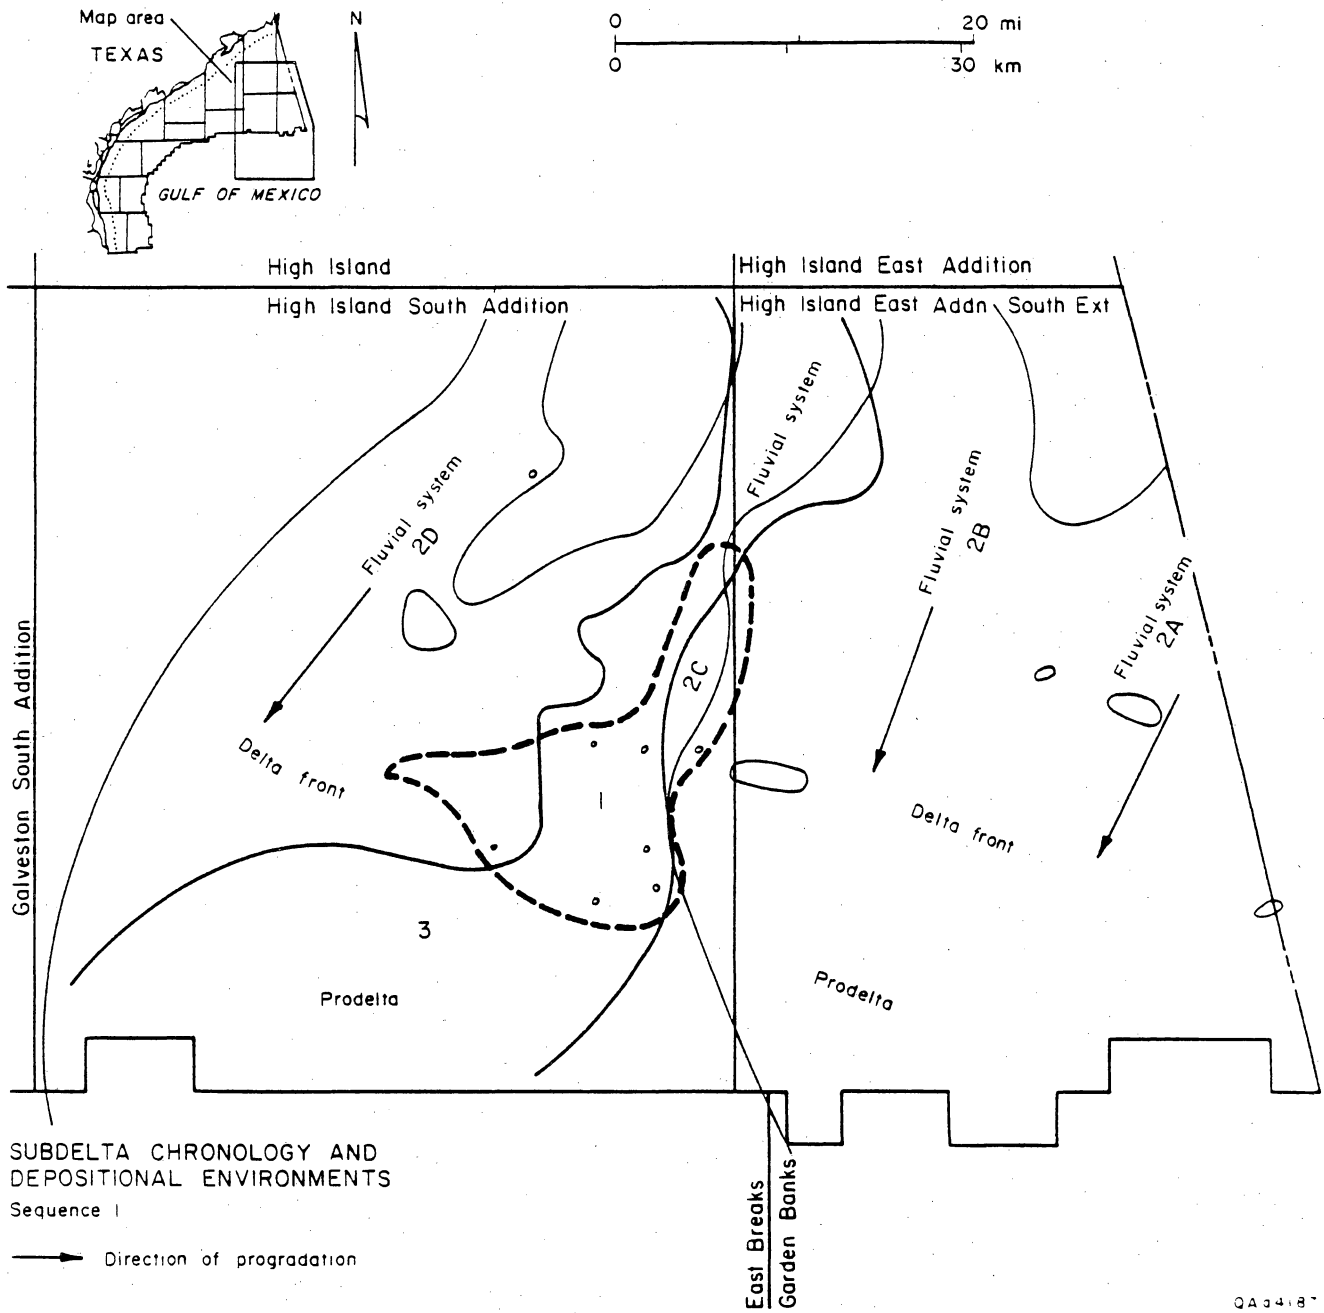 Map area
TEXAS
N
GULF OF MEXICO
0 20 mi
0 30 km
High Island
High Island East Addition
High Island South Addition
High Island East Addn South Ext
Fluvial system
Fluvial system
2D
Fluvial system
2B
Fluvial system
2A
Galveston South Addition
2C
Delta front
1
Delta front
3
Prodelta
Prodelta
SUBDELTA CHRONOLOGY AND
DEPOSITIONAL ENVIRONMENTS
Sequence 1
Direction of progradation
East Breaks
Garden Banks